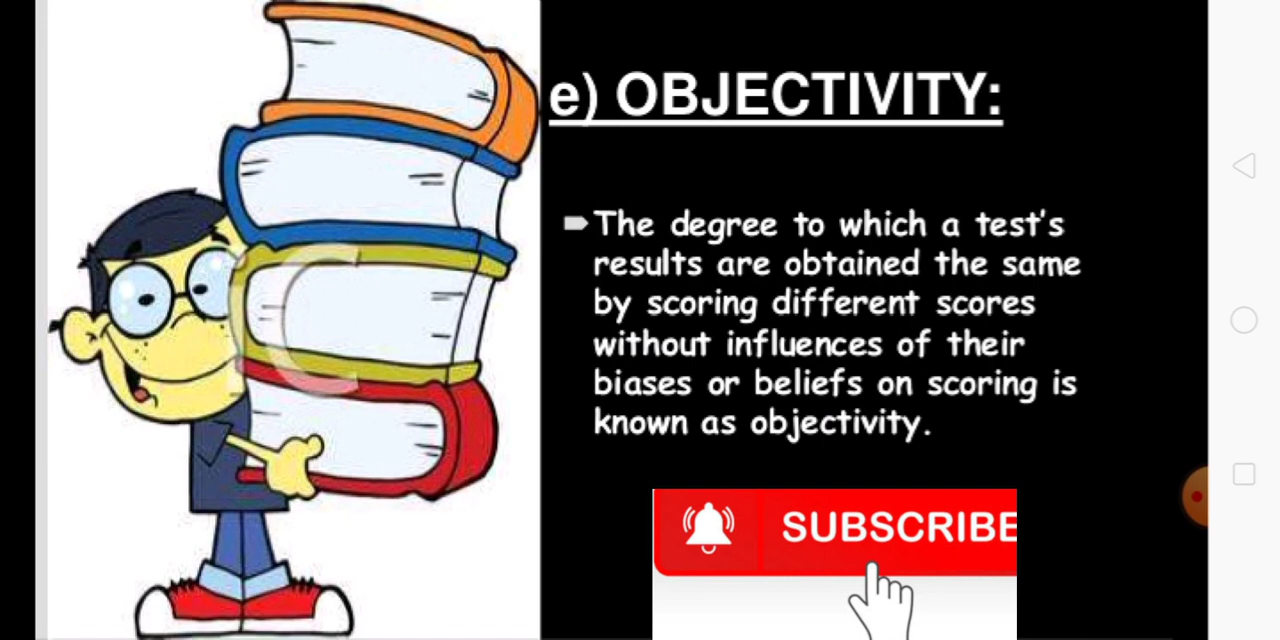 e) OBJECTIVITY:
The degree to which a test's
results are obtained the same
by scoring different scores
without influences of their
biases or beliefs on scoring is
known as objectivity.
SUBSCRIBE